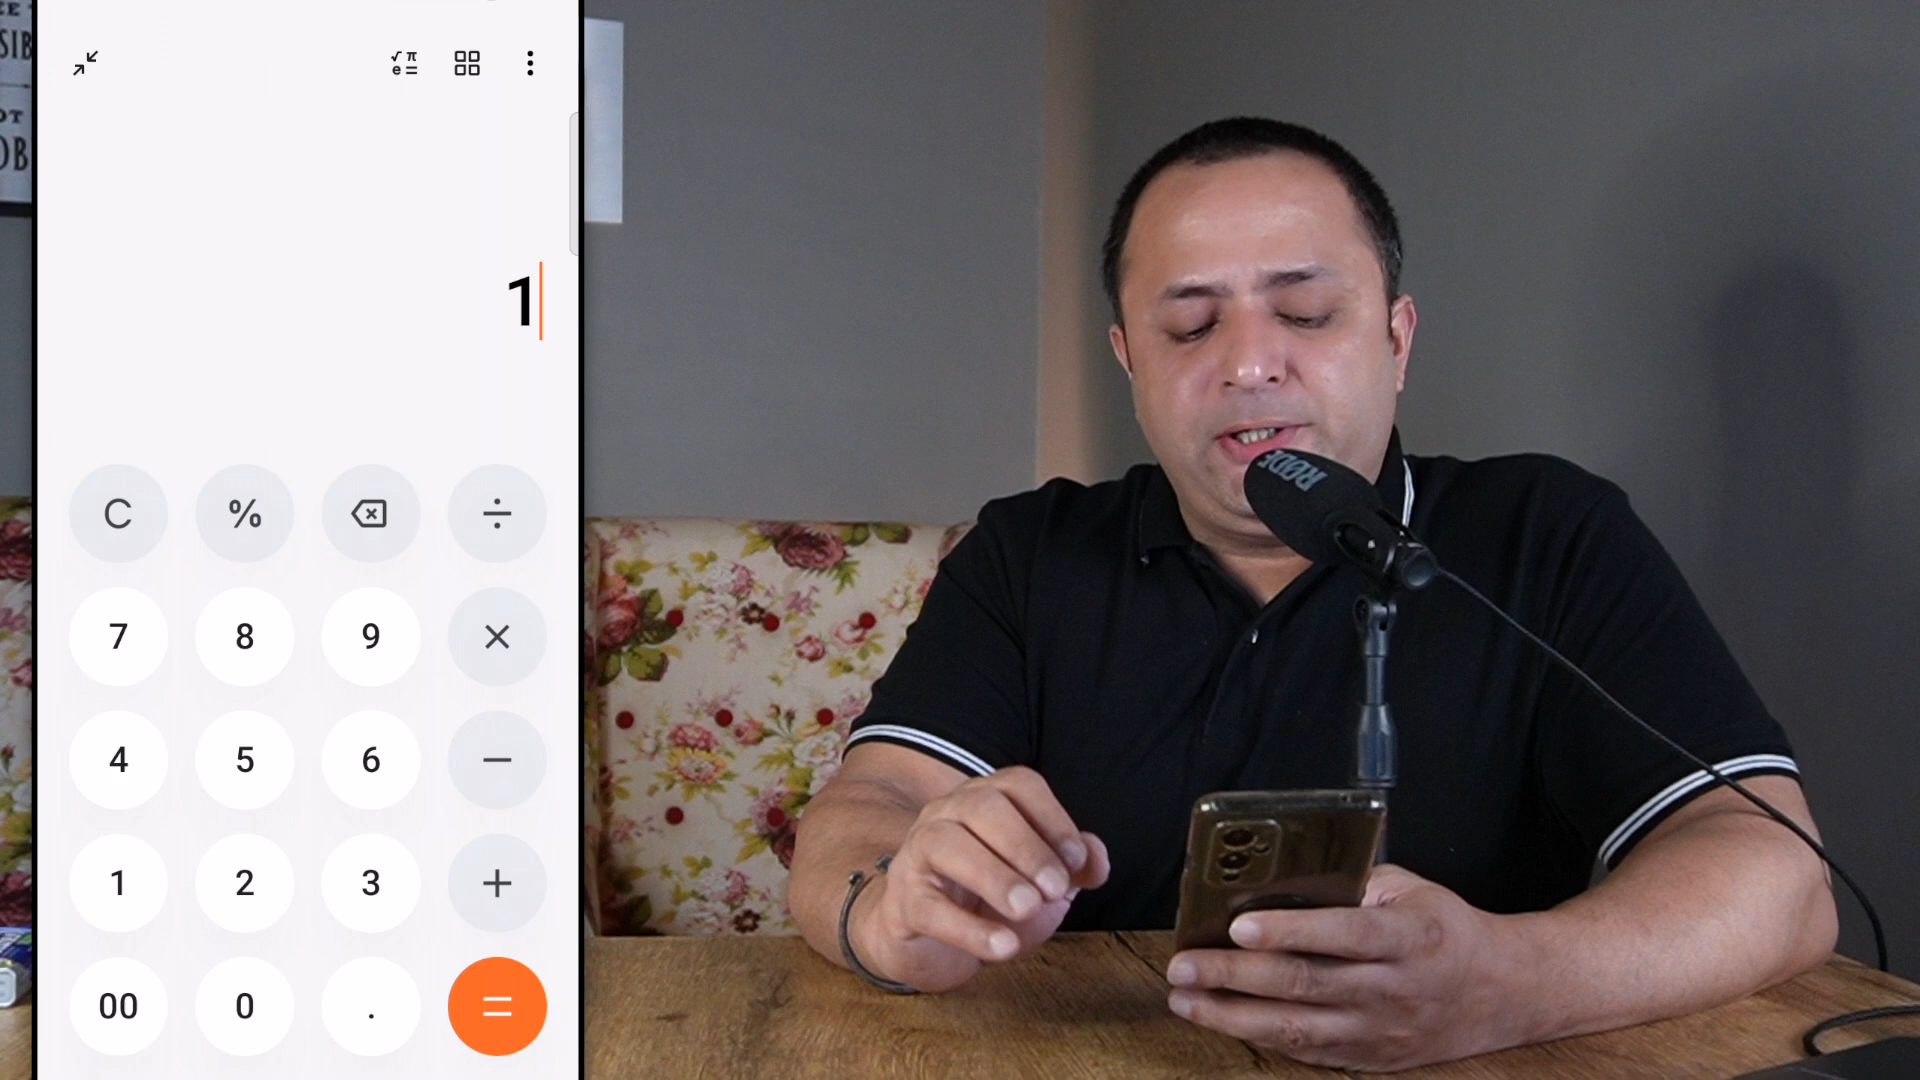 √ π
e =
1
C % ÷
7 8 9 ×
4 5 6 −
1 2 3 +
00 0 . =
RØDE